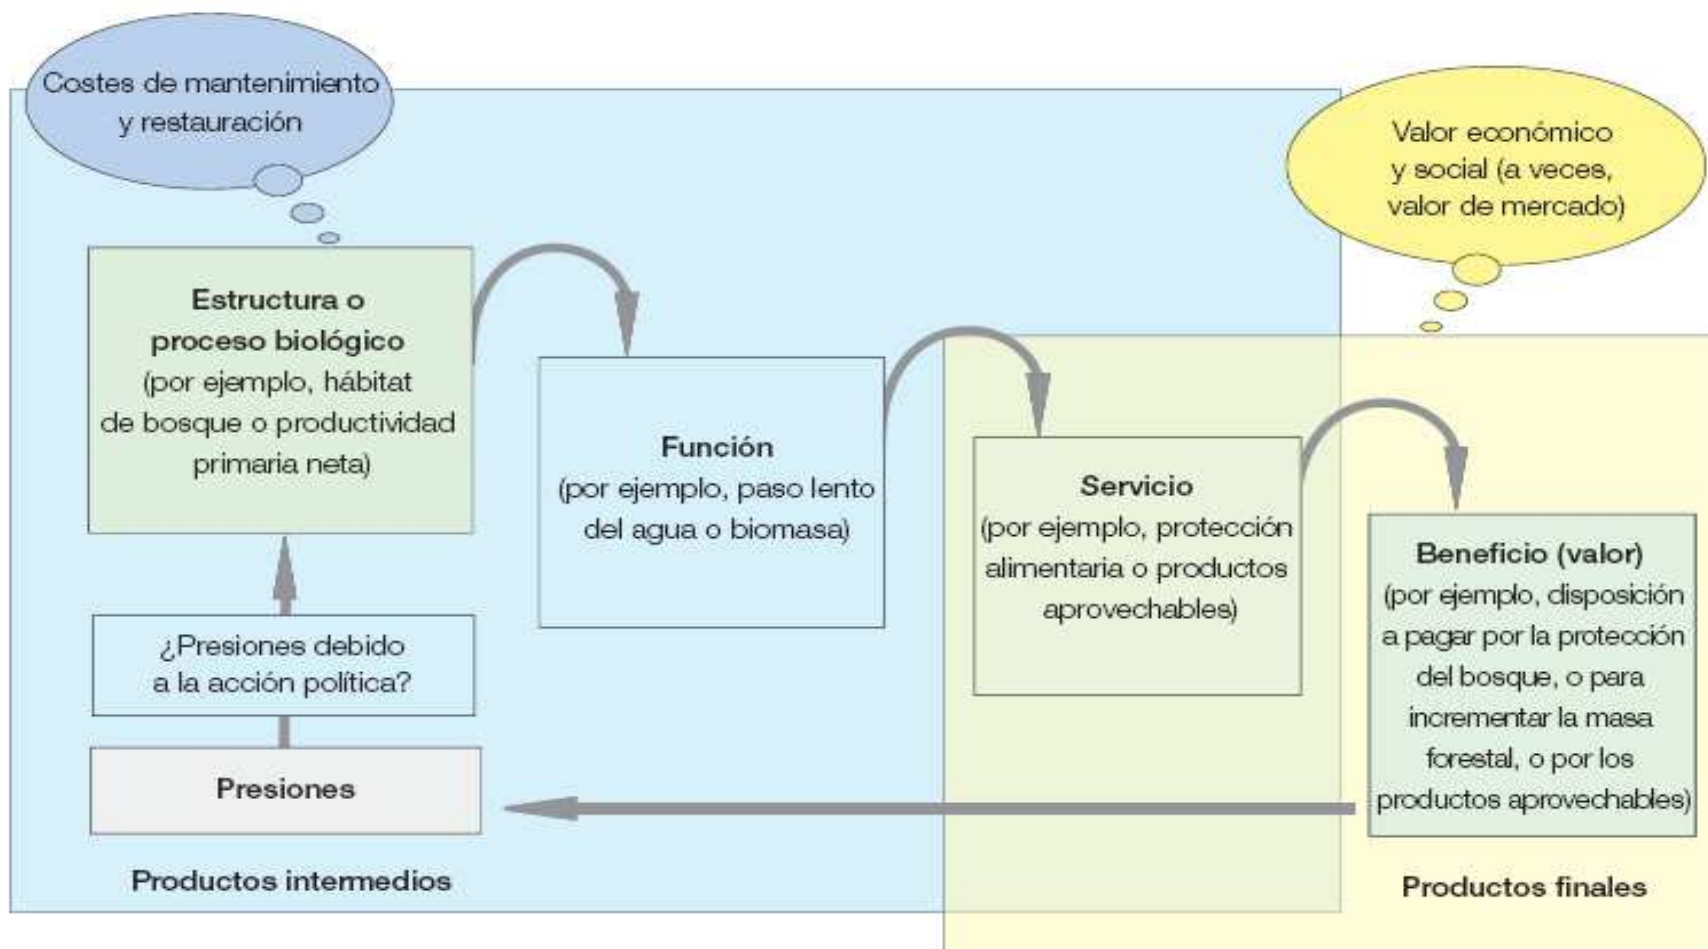 Costes de mantenimiento
y restauración
Valor económico
y social (a veces,
valor de mercado)
Estructura o
proceso biológico
(por ejemplo, hábitat
de bosque o productividad
primaria neta)
Función
(por ejemplo, paso lento
del agua o biomasa)
Servicio
(por ejemplo, protección
alimentaria o productos
aprovechables)
Beneficio (valor)
(por ejemplo, disposición
a pagar por la protección
del bosque, o para
incrementar la masa
forestal, o por los
productos aprovechables)
¿Presiones debido
a la acción política?
Presiones
Productos intermedios
Productos finales